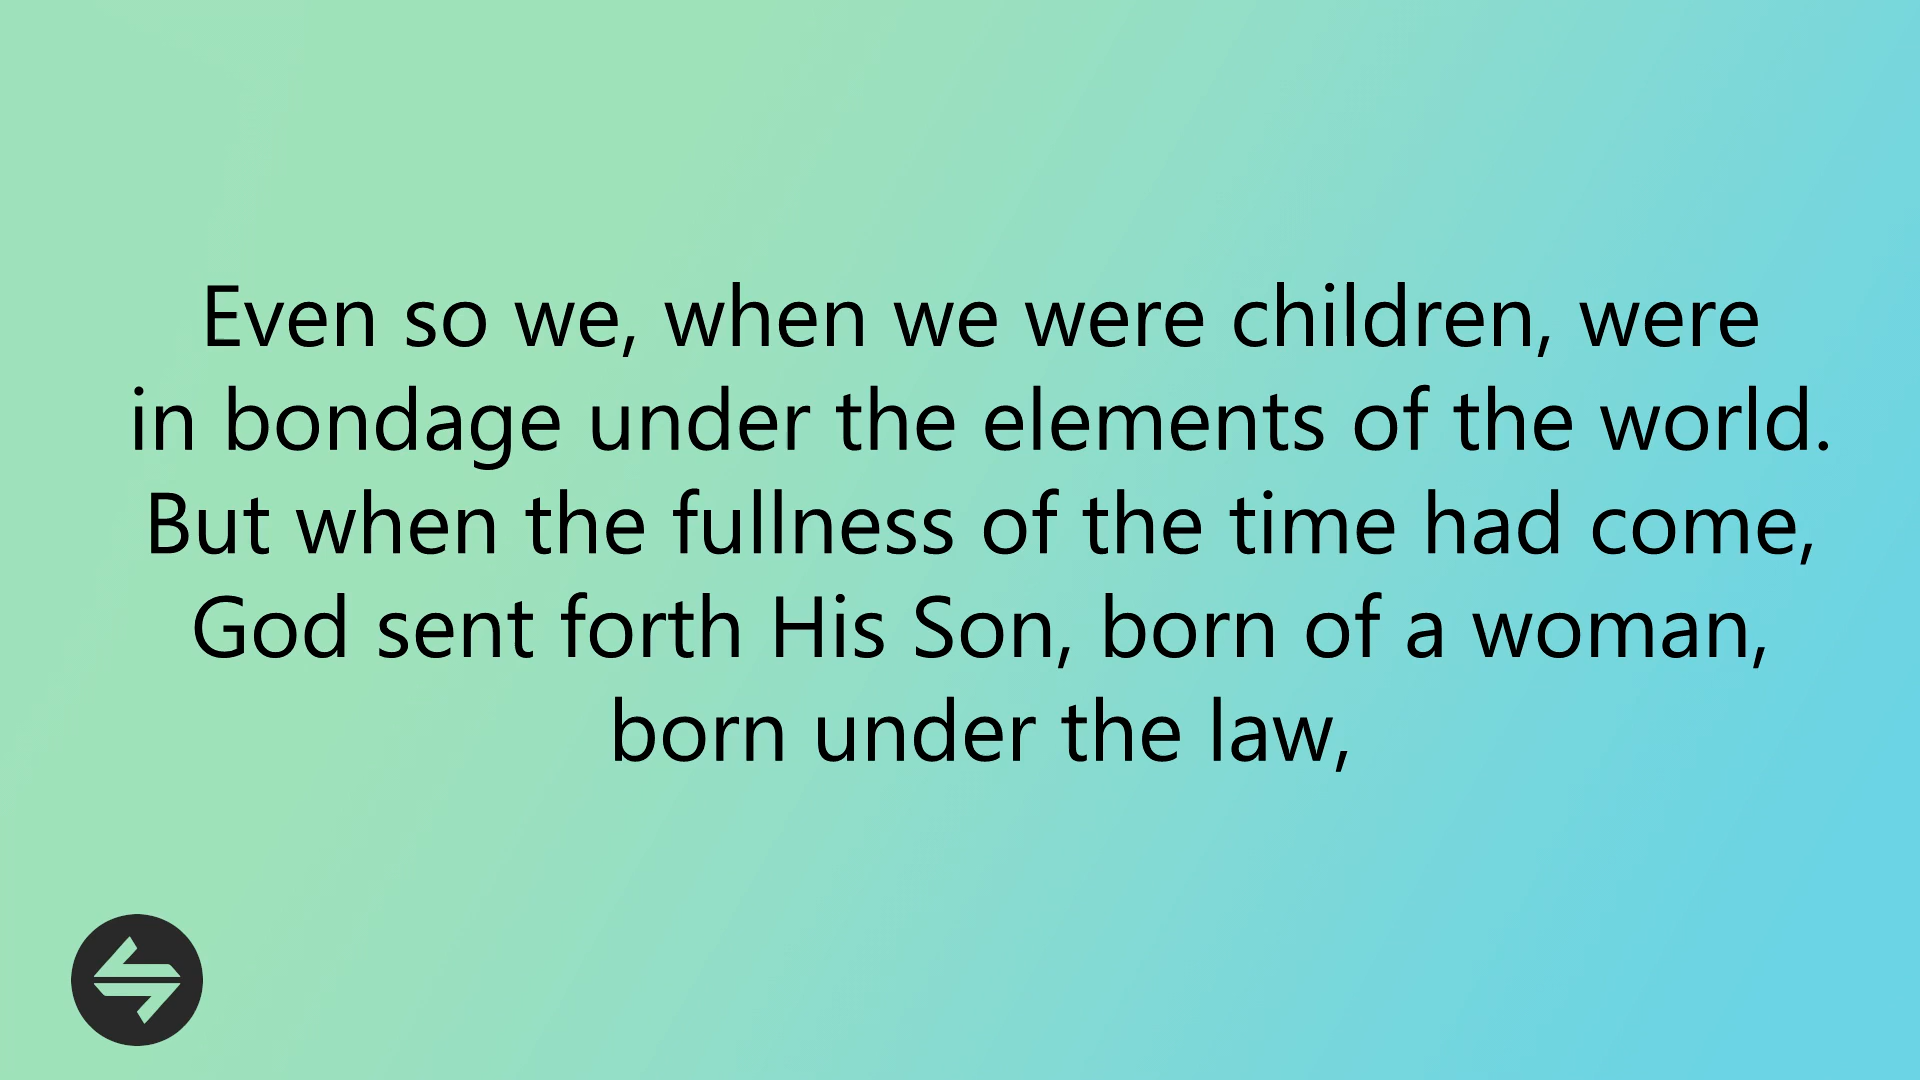 Even so we, when we were children, were
in bondage under the elements of the world.
But when the fullness of the time had come,
God sent forth His Son, born of a woman,
born under the law,